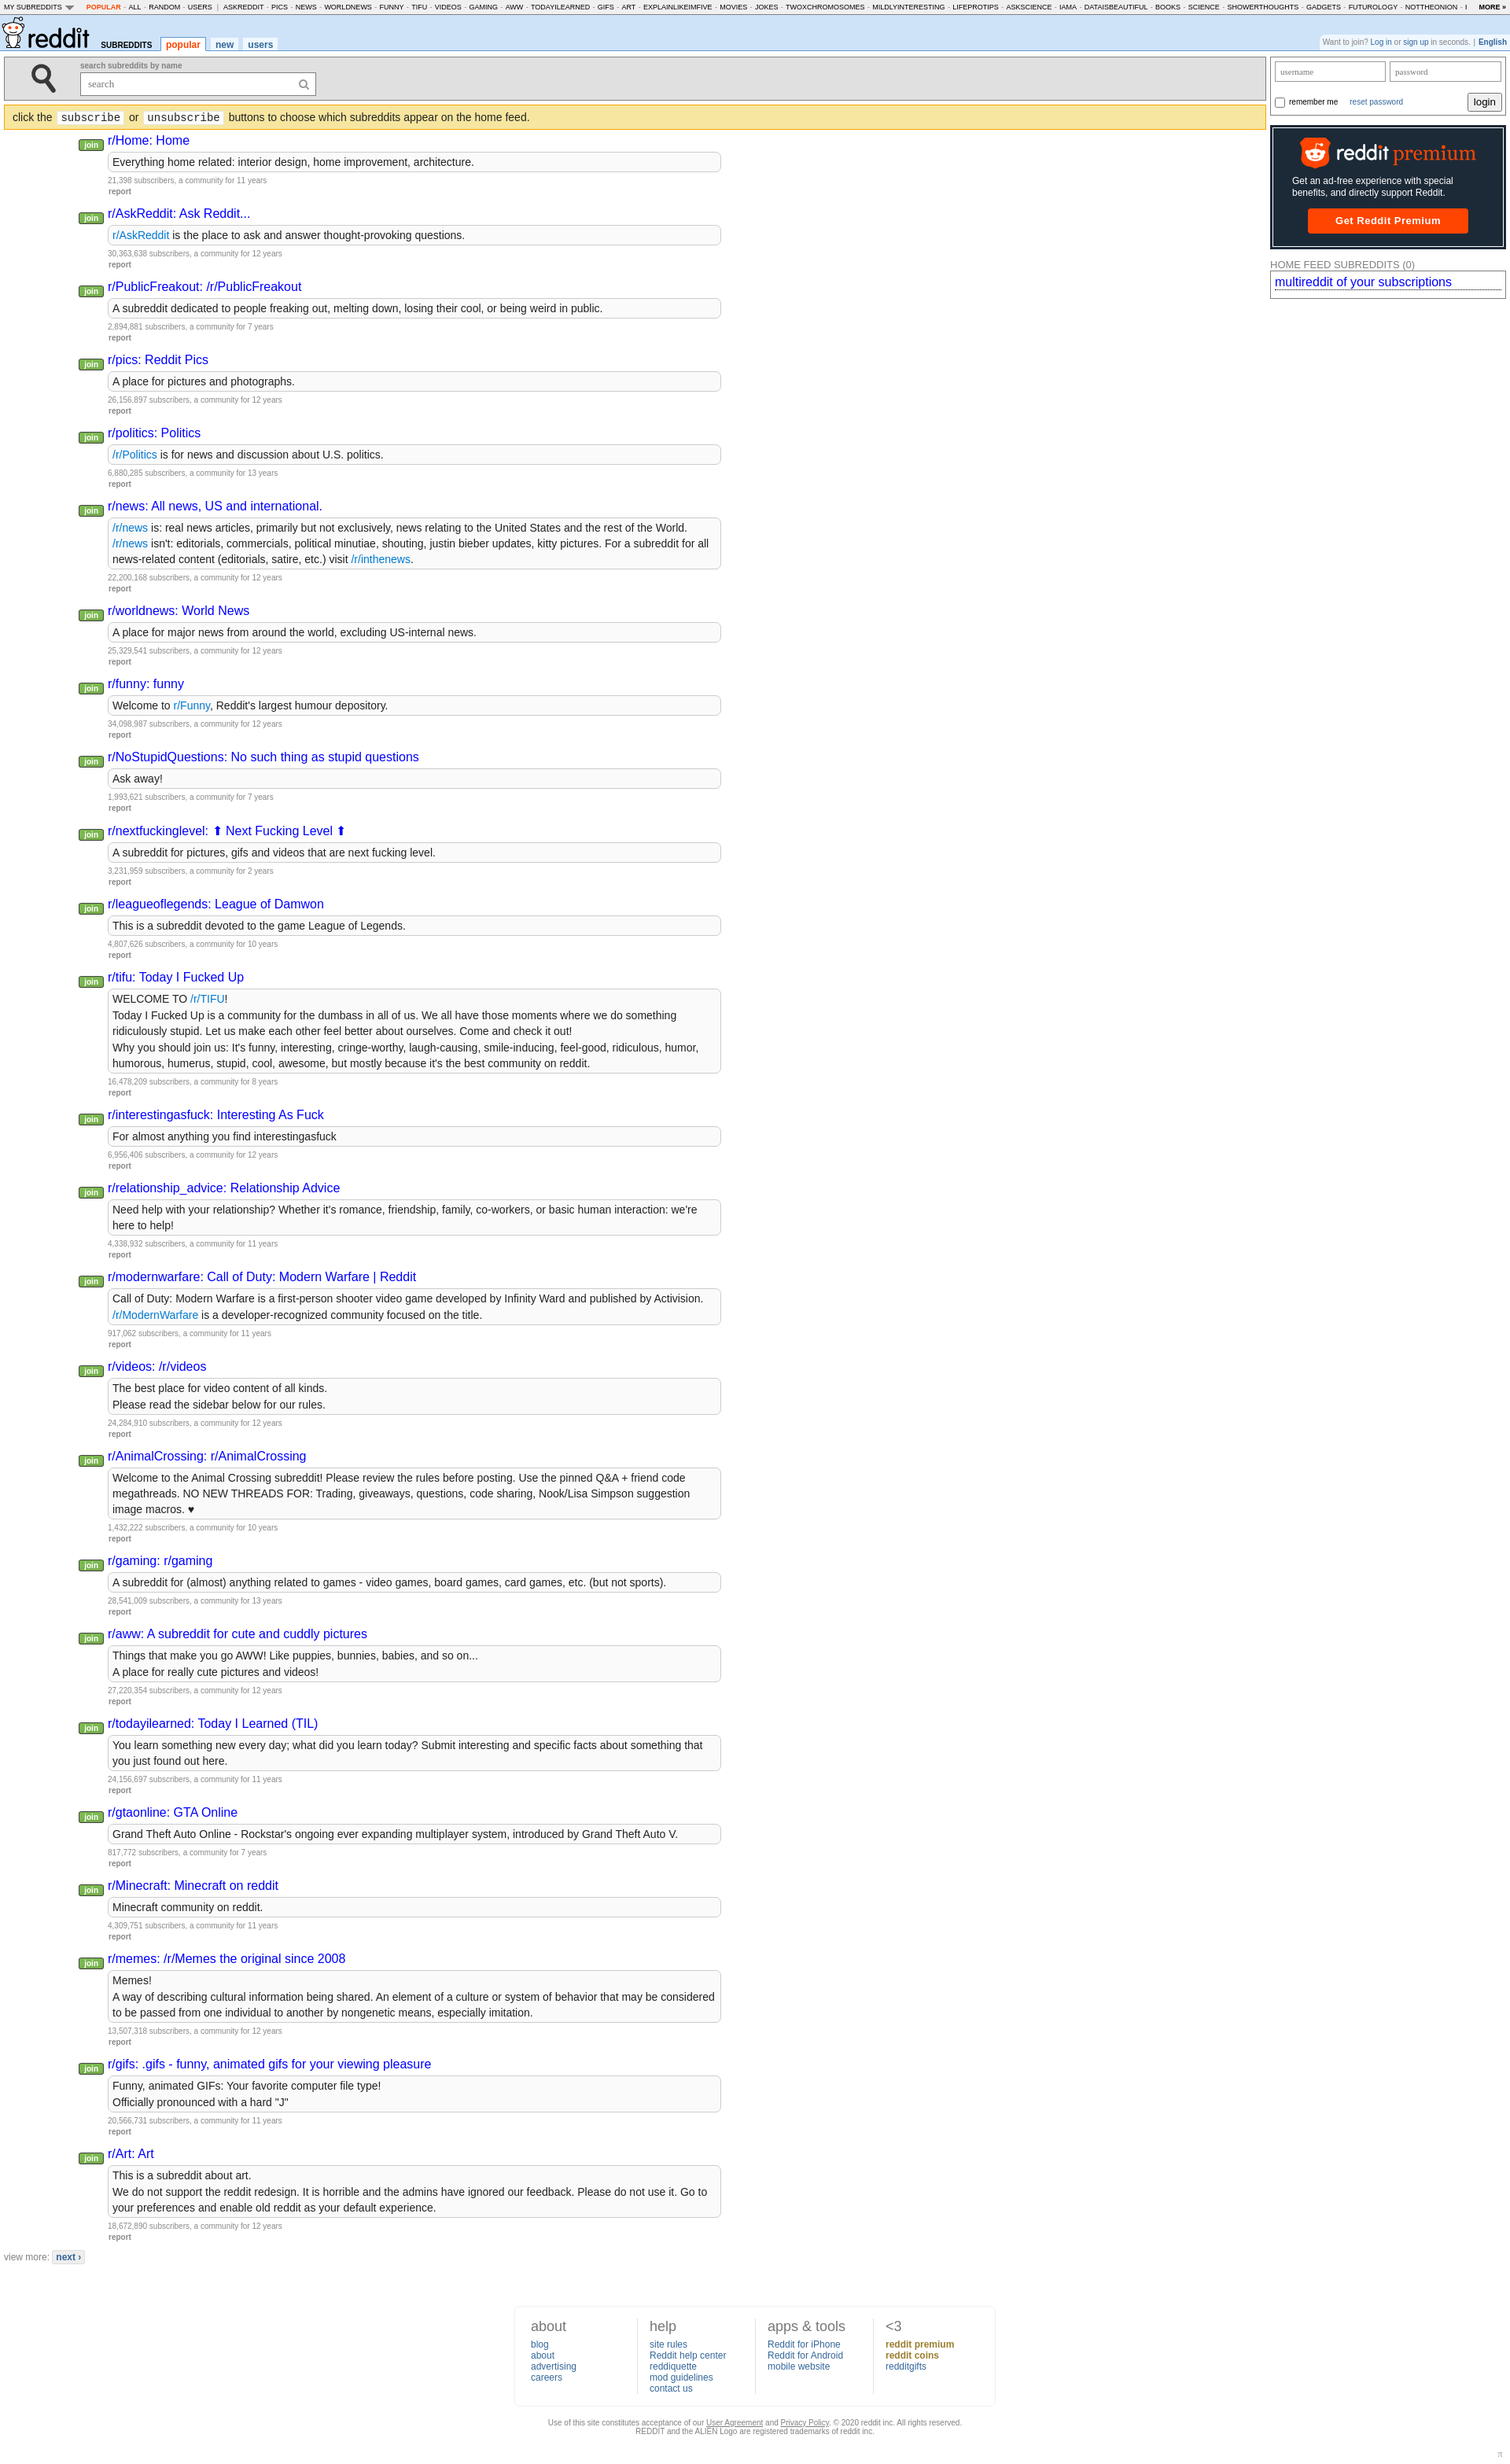 MY SUBREDDITS POPULAR - ALL - RANDOM - USERS | ASKREDDIT - PICS - NEWS - WORLDNEWS - FUNNY - TIFU - VIDEOS - GAMING - AWW - TODAYILEARNED - GIFS - ART - EXPLAINLIKEIMFIVE - MOVIES - JOKES - TWOXCHROMOSOMES - MILDLYINTERESTING - LIFEPROTIPS - ASKSCIENCE - IAMA - DATAISBEAUTIFUL - BOOKS - SCIENCE - SHOWERTHOUGHTS - GADGETS - FUTUROLOGY - NOTTHEONION - MORE »
reddit SUBREDDITS popular new users
Want to join? Log in or sign up in seconds. | English
search subreddits by name
search
username password
remember me reset password login
click the subscribe or unsubscribe buttons to choose which subreddits appear on the home feed.
reddit premium
Get an ad-free experience with special
benefits, and directly support Reddit.
Get Reddit Premium
HOME FEED SUBREDDITS (0)
multireddit of your subscriptions
join r/Home: Home
Everything home related: interior design, home improvement, architecture.
21,398 subscribers, a community for 11 years
report
join r/AskReddit: Ask Reddit...
r/AskReddit is the place to ask and answer thought-provoking questions.
30,363,638 subscribers, a community for 12 years
report
join r/PublicFreakout: /r/PublicFreakout
A subreddit dedicated to people freaking out, melting down, losing their cool, or being weird in public.
2,894,881 subscribers, a community for 7 years
report
join r/pics: Reddit Pics
A place for pictures and photographs.
26,156,897 subscribers, a community for 12 years
report
join r/politics: Politics
/r/Politics is for news and discussion about U.S. politics.
6,880,285 subscribers, a community for 13 years
report
join r/news: All news, US and international.
/r/news is: real news articles, primarily but not exclusively, news relating to the United States and the rest of the World.
/r/news isn't: editorials, commercials, political minutiae, shouting, justin bieber updates, kitty pictures. For a subreddit for all
news-related content (editorials, satire, etc.) visit /r/inthenews.
22,200,168 subscribers, a community for 12 years
report
join r/worldnews: World News
A place for major news from around the world, excluding US-internal news.
25,329,541 subscribers, a community for 12 years
report
join r/funny: funny
Welcome to r/Funny, Reddit's largest humour depository.
34,098,987 subscribers, a community for 12 years
report
join r/NoStupidQuestions: No such thing as stupid questions
Ask away!
1,993,621 subscribers, a community for 7 years
report
join r/nextfuckinglevel: ⬆ Next Fucking Level ⬆
A subreddit for pictures, gifs and videos that are next fucking level.
3,231,959 subscribers, a community for 2 years
report
join r/leagueoflegends: League of Damwon
This is a subreddit devoted to the game League of Legends.
4,807,626 subscribers, a community for 10 years
report
join r/tifu: Today I Fucked Up
WELCOME TO /r/TIFU!
Today I Fucked Up is a community for the dumbass in all of us. We all have those moments where we do something
ridiculously stupid. Let us make each other feel better about ourselves. Come and check it out!
Why you should join us: It's funny, interesting, cringe-worthy, laugh-causing, smile-inducing, feel-good, ridiculous, humor,
humorous, humerus, stupid, cool, awesome, but mostly because it's the best community on reddit.
16,478,209 subscribers, a community for 8 years
report
join r/interestingasfuck: Interesting As Fuck
For almost anything you find interestingasfuck
6,956,406 subscribers, a community for 12 years
report
join r/relationship_advice: Relationship Advice
Need help with your relationship? Whether it's romance, friendship, family, co-workers, or basic human interaction: we're
here to help!
4,338,932 subscribers, a community for 11 years
report
join r/modernwarfare: Call of Duty: Modern Warfare | Reddit
Call of Duty: Modern Warfare is a first-person shooter video game developed by Infinity Ward and published by Activision.
/r/ModernWarfare is a developer-recognized community focused on the title.
917,062 subscribers, a community for 11 years
report
join r/videos: /r/videos
The best place for video content of all kinds.
Please read the sidebar below for our rules.
24,284,910 subscribers, a community for 12 years
report
join r/AnimalCrossing: r/AnimalCrossing
Welcome to the Animal Crossing subreddit! Please review the rules before posting. Use the pinned Q&A + friend code
megathreads. NO NEW THREADS FOR: Trading, giveaways, questions, code sharing, Nook/Lisa Simpson suggestion
image macros. ♥
1,432,222 subscribers, a community for 10 years
report
join r/gaming: r/gaming
A subreddit for (almost) anything related to games - video games, board games, card games, etc. (but not sports).
28,541,009 subscribers, a community for 13 years
report
join r/aww: A subreddit for cute and cuddly pictures
Things that make you go AWW! Like puppies, bunnies, babies, and so on...
A place for really cute pictures and videos!
27,220,354 subscribers, a community for 12 years
report
join r/todayilearned: Today I Learned (TIL)
You learn something new every day; what did you learn today? Submit interesting and specific facts about something that
you just found out here.
24,156,697 subscribers, a community for 11 years
report
join r/gtaonline: GTA Online
Grand Theft Auto Online - Rockstar's ongoing ever expanding multiplayer system, introduced by Grand Theft Auto V.
817,772 subscribers, a community for 7 years
report
join r/Minecraft: Minecraft on reddit
Minecraft community on reddit.
4,309,751 subscribers, a community for 11 years
report
join r/memes: /r/Memes the original since 2008
Memes!
A way of describing cultural information being shared. An element of a culture or system of behavior that may be considered
to be passed from one individual to another by nongenetic means, especially imitation.
13,507,318 subscribers, a community for 12 years
report
join r/gifs: .gifs - funny, animated gifs for your viewing pleasure
Funny, animated GIFs: Your favorite computer file type!
Officially pronounced with a hard "J"
20,566,731 subscribers, a community for 11 years
report
join r/Art: Art
This is a subreddit about art.
We do not support the reddit redesign. It is horrible and the admins have ignored our feedback. Please do not use it. Go to
your preferences and enable old reddit as your default experience.
18,672,890 subscribers, a community for 12 years
report
view more: next ›
about
blog
about
advertising
careers
help
site rules
Reddit help center
reddiquette
mod guidelines
contact us
apps & tools
Reddit for iPhone
Reddit for Android
mobile website
<3
reddit premium
reddit coins
redditgifts
Use of this site constitutes acceptance of our User Agreement and Privacy Policy. © 2020 reddit inc. All rights reserved.
REDDIT and the ALIEN Logo are registered trademarks of reddit inc.
π